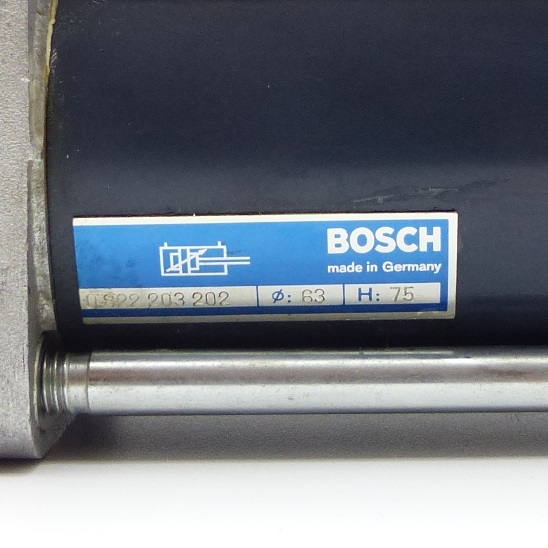 BOSCH
made in Germany
0 822 203 202 Ø: 63 H: 75